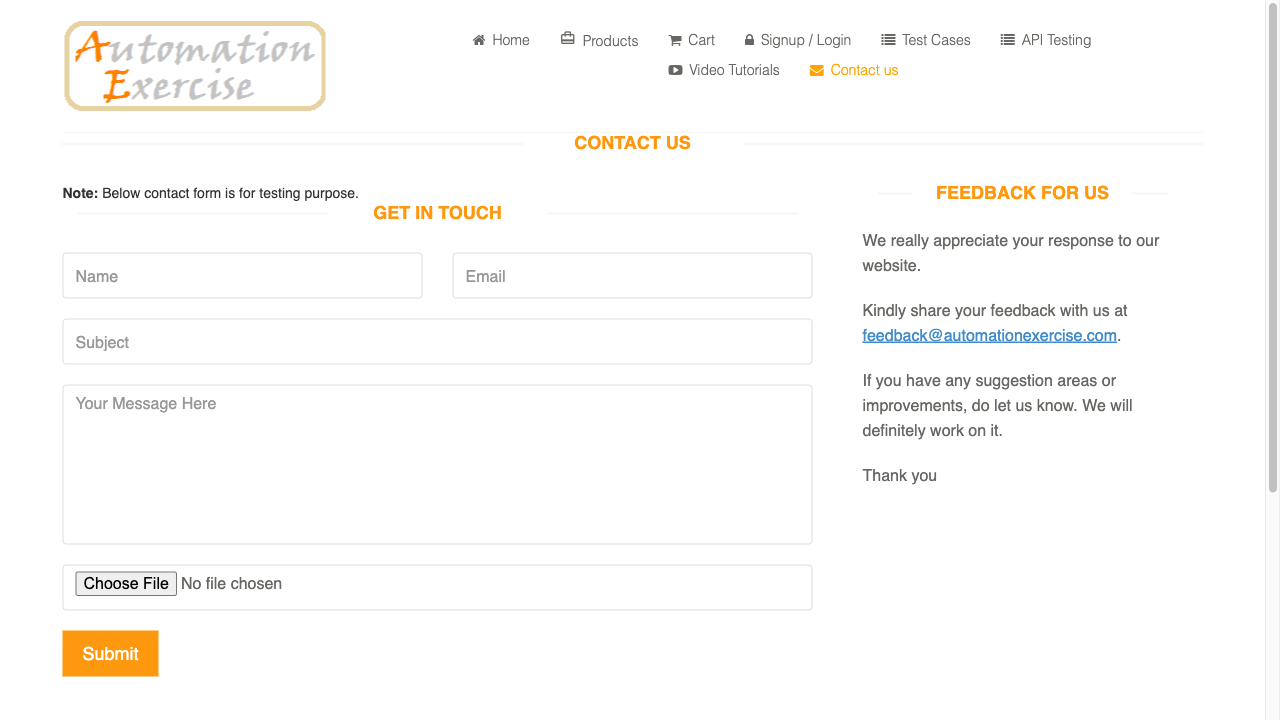 Automation
Exercise
Home Products Cart Signup / Login Test Cases API Testing
Video Tutorials Contact us
CONTACT US
Note: Below contact form is for testing purpose.
GET IN TOUCH
Name Email
Subject
Your Message Here
Choose File No file chosen
Submit
FEEDBACK FOR US
We really appreciate your response to our
website.
Kindly share your feedback with us at
feedback@automationexercise.com.
If you have any suggestion areas or
improvements, do let us know. We will
definitely work on it.
Thank you